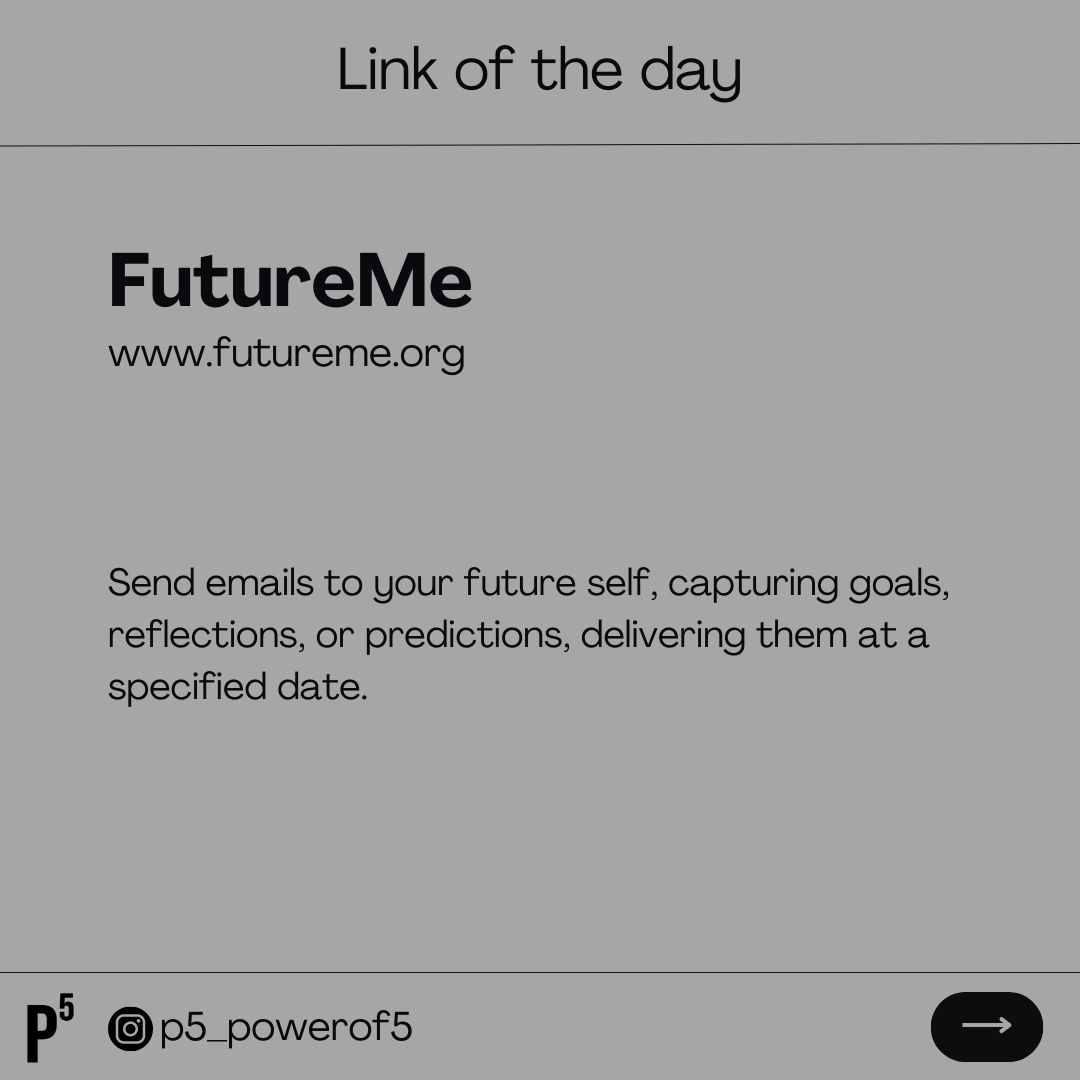 Link of the day
FutureMe
www.futureme.org
Send emails to your future self, capturing goals,
reflections, or predictions, delivering them at a
specified date.
P5
p5_powerof5